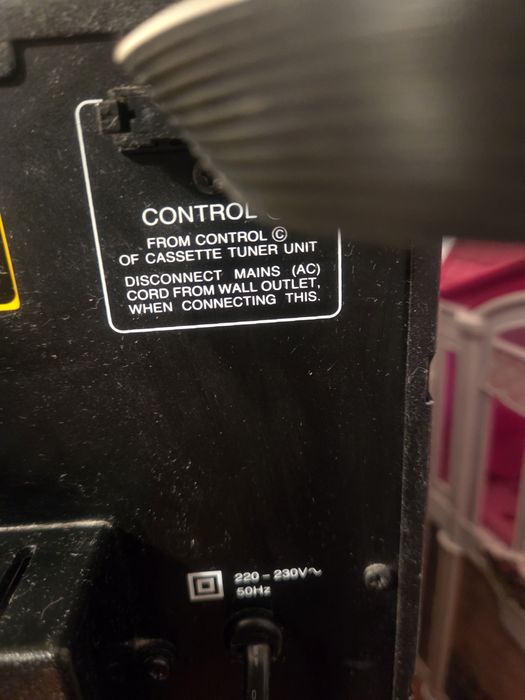 CONTROL
FROM CONTROL Ⓒ
OF CASSETTE TUNER UNIT
DISCONNECT MAINS (AC)
CORD FROM WALL OUTLET,
WHEN CONNECTING THIS.
220 – 230V~
50Hz